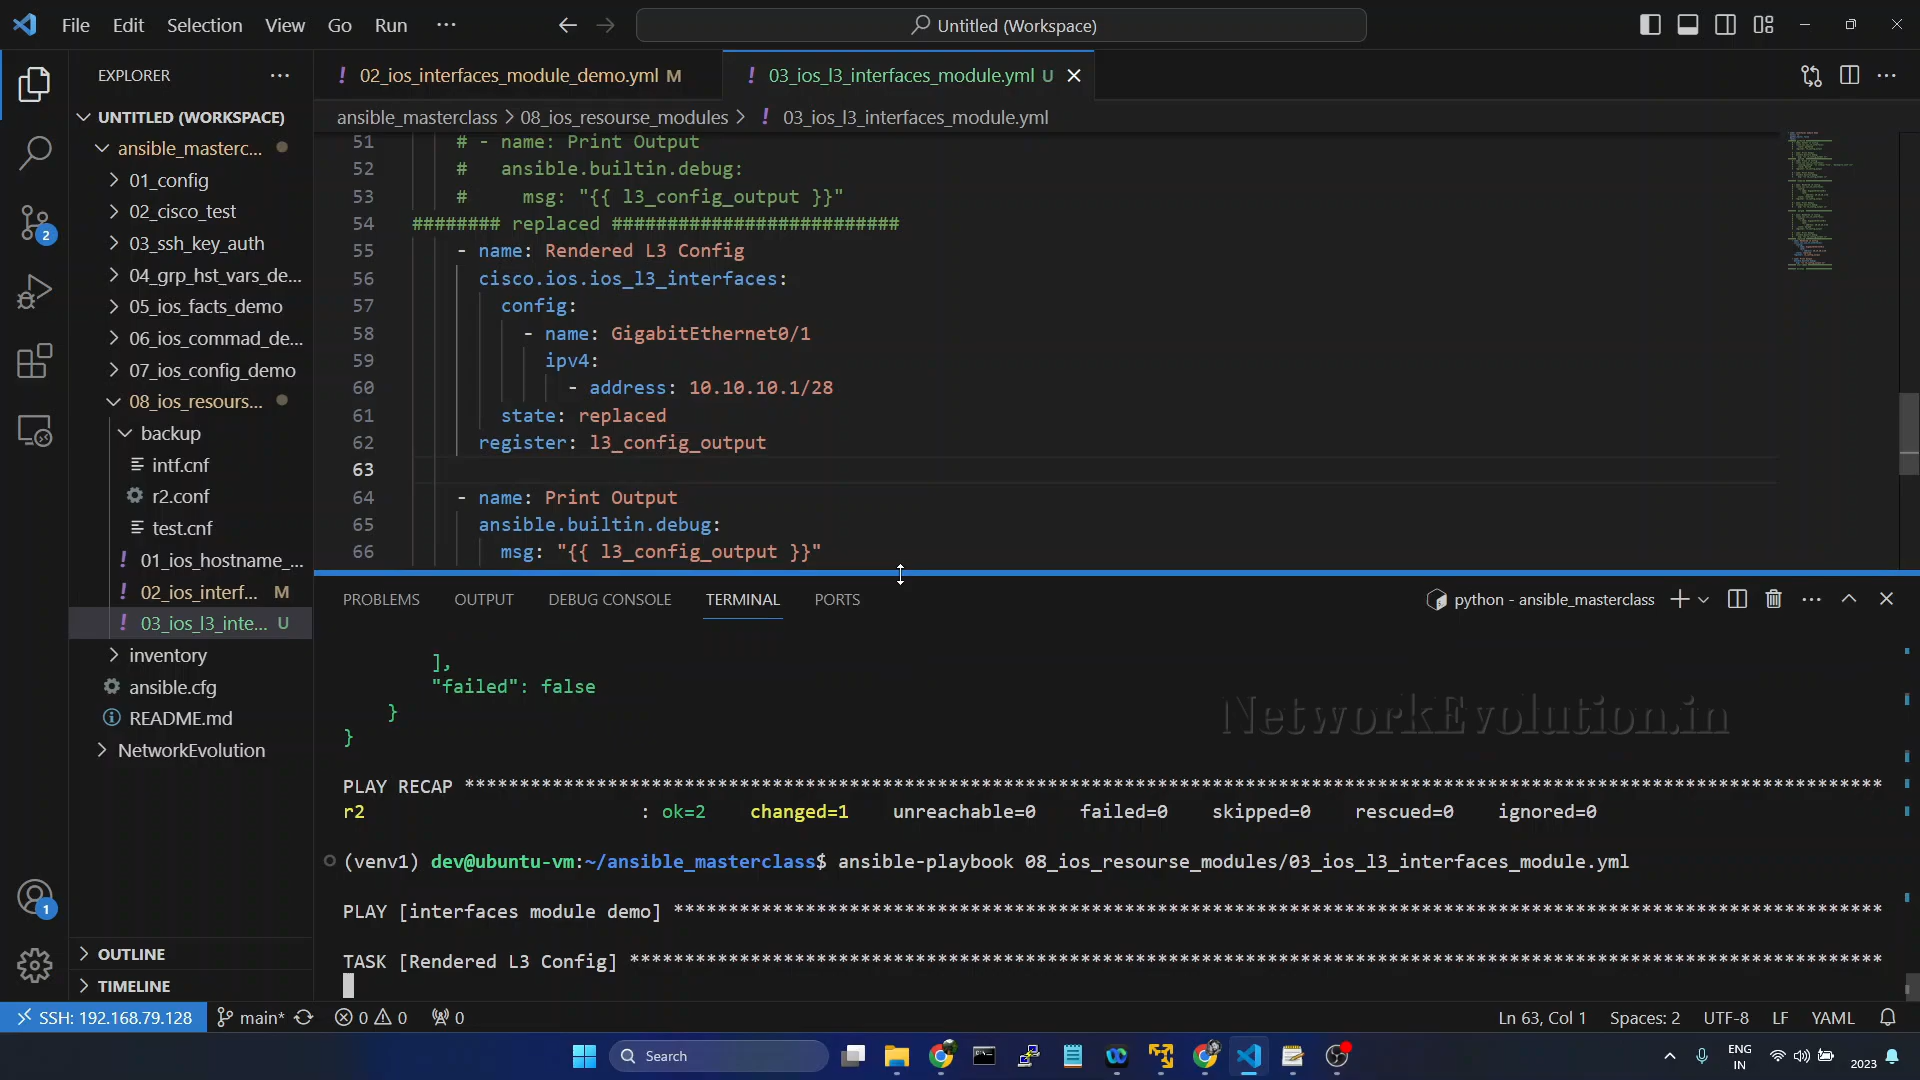 File Edit Selection View Go Run ··· Untitled (Workspace)
EXPLORER ···
UNTITLED (WORKSPACE)
ansible_masterc...
01_config
02_cisco_test
03_ssh_key_auth
04_grp_hst_vars_de...
05_ios_facts_demo
06_ios_commad_de...
07_ios_config_demo
08_ios_resours...
backup
intf.cnf
r2.conf
test.cnf
! 01_ios_hostname_...
! 02_ios_interf... M
! 03_ios_l3_inte... U
inventory
ansible.cfg
README.md
NetworkEvolution
OUTLINE
TIMELINE
2
1
! 02_ios_interfaces_module_demo.yml M
! 03_ios_l3_interfaces_module.yml U
ansible_masterclass > 08_ios_resourse_modules > ! 03_ios_l3_interfaces_module.yml
51 # - name: Print Output
52 #   ansible.builtin.debug:
53 #     msg: "{{ l3_config_output }}"
54 ######## replaced ##########################
55 - name: Rendered L3 Config
56 cisco.ios.ios_l3_interfaces:
57 config:
58 - name: GigabitEthernet0/1
59 ipv4:
60 - address: 10.10.10.1/28
61 state: replaced
62 register: l3_config_output
63
64 - name: Print Output
65 ansible.builtin.debug:
66 msg: "{{ l3_config_output }}"
PROBLEMS OUTPUT DEBUG CONSOLE TERMINAL PORTS
python - ansible_masterclass
],
"failed": false
}
}
NetworkEvolution.in
PLAY RECAP *********************************************************************************************************************************
r2 : ok=2 changed=1 unreachable=0 failed=0 skipped=0 rescued=0 ignored=0
(venv1) dev@ubuntu-vm:~/ansible_masterclass$ ansible-playbook 08_ios_resourse_modules/03_ios_l3_interfaces_module.yml
PLAY [interfaces module demo] **************************************************************************************************************
TASK [Rendered L3 Config] ******************************************************************************************************************
SSH: 192.168.79.128 main* 0 0 0 Ln 63, Col 1 Spaces: 2 UTF-8 LF YAML
Search
ENG
IN
2023